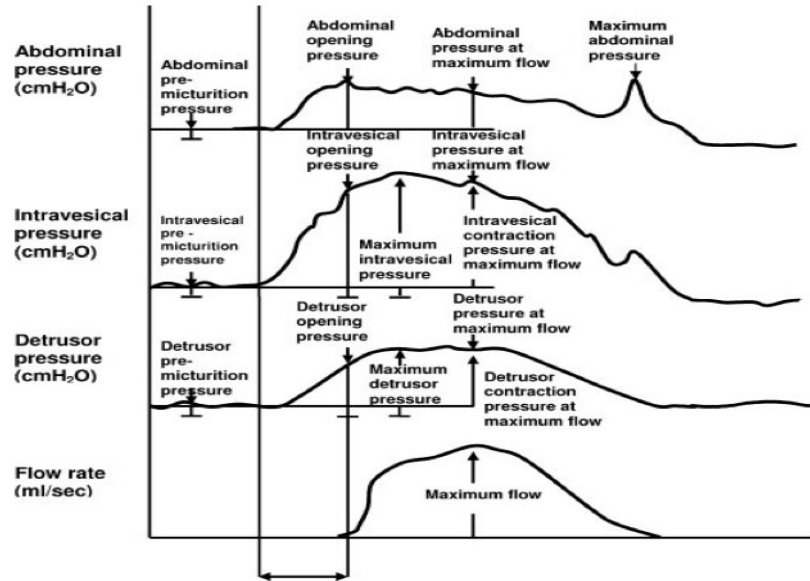 Abdominal
pressure
(cmH₂O)
Abdominal
pre-
micturition
pressure
Abdominal
opening
pressure
Abdominal
pressure at
maximum flow
Maximum
abdominal
pressure
Intravesical
pressure
(cmH₂O)
Intravesical
pre -
micturition
pressure
Intravesical
opening
pressure
Maximum
intravesical
pressure
Intravesical
pressure at
maximum flow
Intravesical
contraction
pressure at
maximum flow
Detrusor
pressure
(cmH₂O)
Detrusor
pre-
micturition
pressure
Detrusor
opening
pressure
Maximum
detrusor
pressure
Detrusor
pressure at
maximum flow
Detrusor
contraction
pressure at
maximum flow
Flow rate
(ml/sec)
Maximum flow